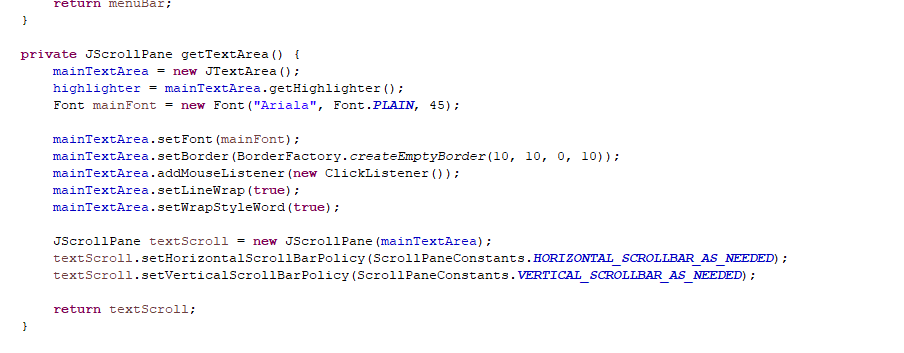 return menuBar;
}
private JScrollPane getTextArea() {
mainTextArea = new JTextArea();
highlighter = mainTextArea.getHighlighter();
Font mainFont = new Font("Ariala", Font.PLAIN, 45);
mainTextArea.setFont(mainFont);
mainTextArea.setBorder(BorderFactory.createEmptyBorder(10, 10, 0, 10));
mainTextArea.addMouseListener(new ClickListener());
mainTextArea.setLineWrap(true);
mainTextArea.setWrapStyleWord(true);
JScrollPane textScroll = new JScrollPane(mainTextArea);
textScroll.setHorizontalScrollBarPolicy(ScrollPaneConstants.HORIZONTAL_SCROLLBAR_AS_NEEDED);
textScroll.setVerticalScrollBarPolicy(ScrollPaneConstants.VERTICAL_SCROLLBAR_AS_NEEDED);
return textScroll;
}